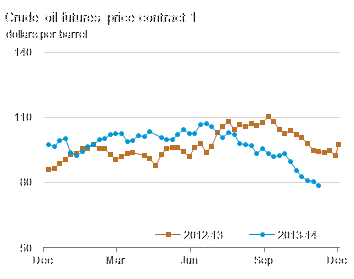 Crude oil futures price contract 1
dollars per barrel
140
110
80
50
Dec Mar Jun Sep Dec
2012-13 2013-14